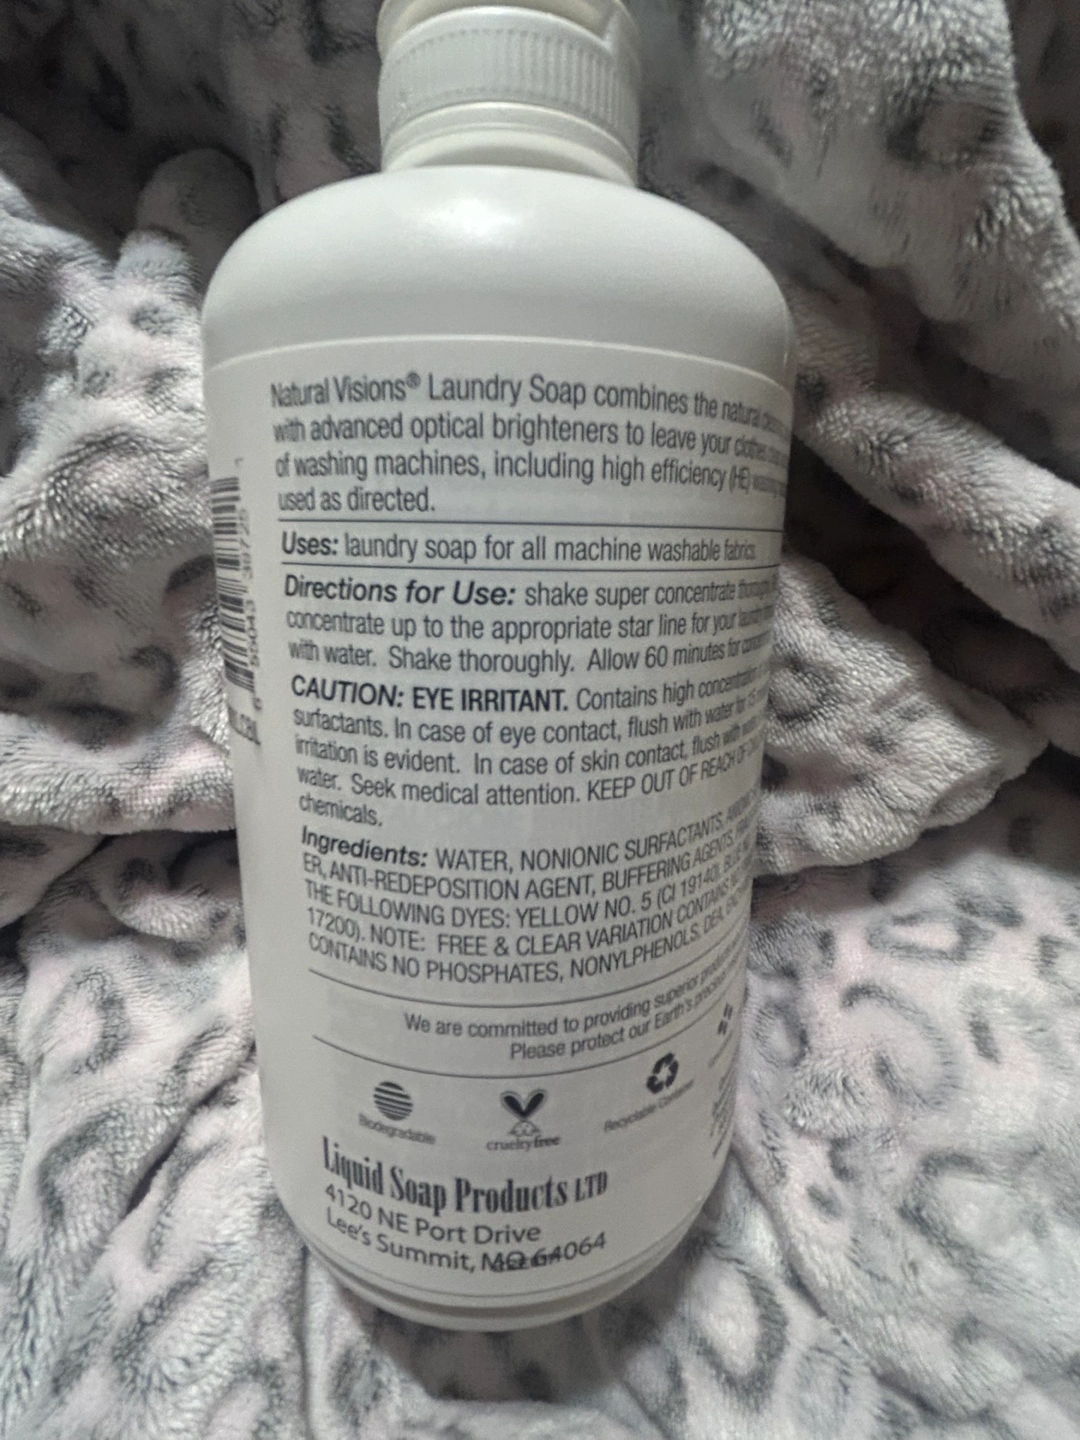 Natural Visions® Laundry Soap combines the natural
with advanced optical brighteners to leave your clothes
of washing machines, including high efficiency (HE) washing
used as directed.
Uses: laundry soap for all machine washable fabrics
Directions for Use: shake super concentrate
concentrate up to the appropriate star line for your laundry
with water. Shake thoroughly. Allow 60 minutes for
CAUTION: EYE IRRITANT. Contains high concentration
surfactants. In case of eye contact, flush with water for 15
irritation is evident. In case of skin contact, flush with
water. Seek medical attention. KEEP OUT OF REACH OF
chemicals.
Ingredients: WATER, NONIONIC SURFACTANTS,
ER, ANTI-REDEPOSITION AGENT, BUFFERING AGENTS,
THE FOLLOWING DYES: YELLOW NO. 5 (CI 19140), BLUE
17200). NOTE: FREE & CLEAR VARIATION CONTAINS
CONTAINS NO PHOSPHATES, NONYLPHENOLS, DEA,
We are committed to providing superior
Please protect our Earth's precious
Biodegradable
crueltyfree
Recyclable Container
Liquid Soap Products LTD
4120 NE Port Drive
Lee's Summit, MO 64064